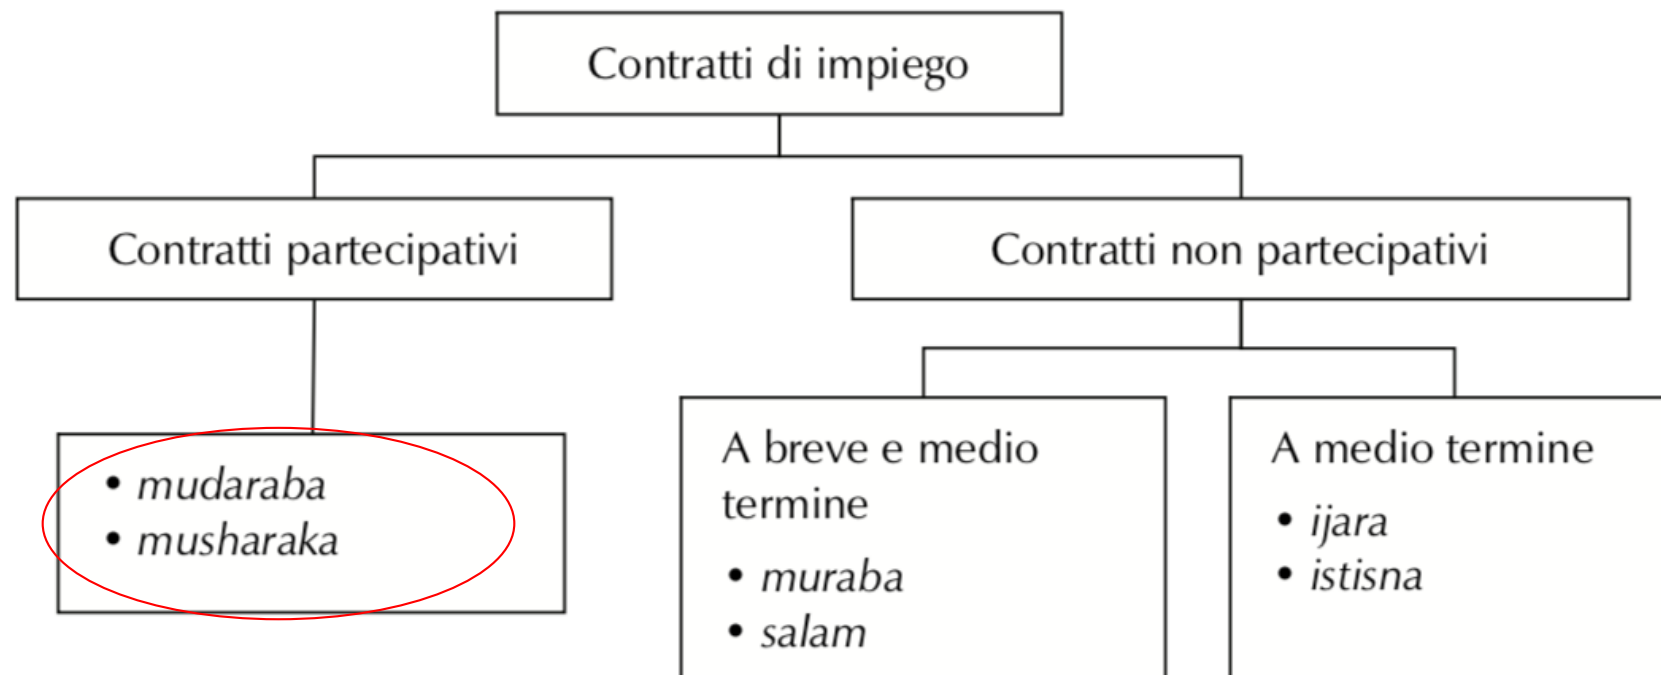 Contratti di impiego
Contratti partecipativi
Contratti non partecipativi
• mudaraba
• musharaka
A breve e medio
termine
• muraba
• salam
A medio termine
• ijara
• istisna